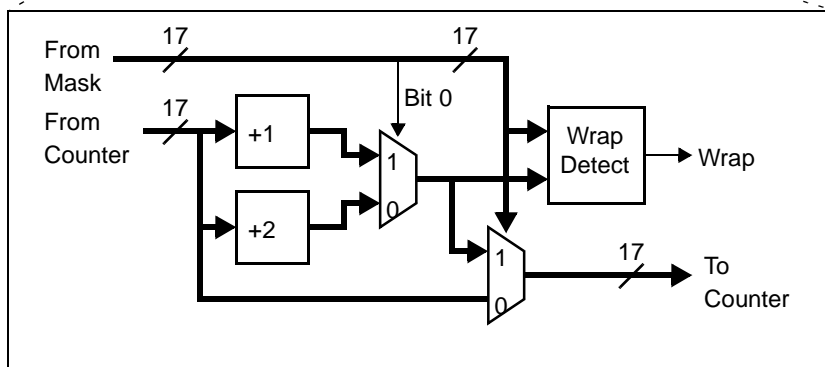 17
17
From
Mask
17
Bit 0
From
Counter
+1
1
0
+2
Wrap
Detect
Wrap
1
0
17
To
Counter